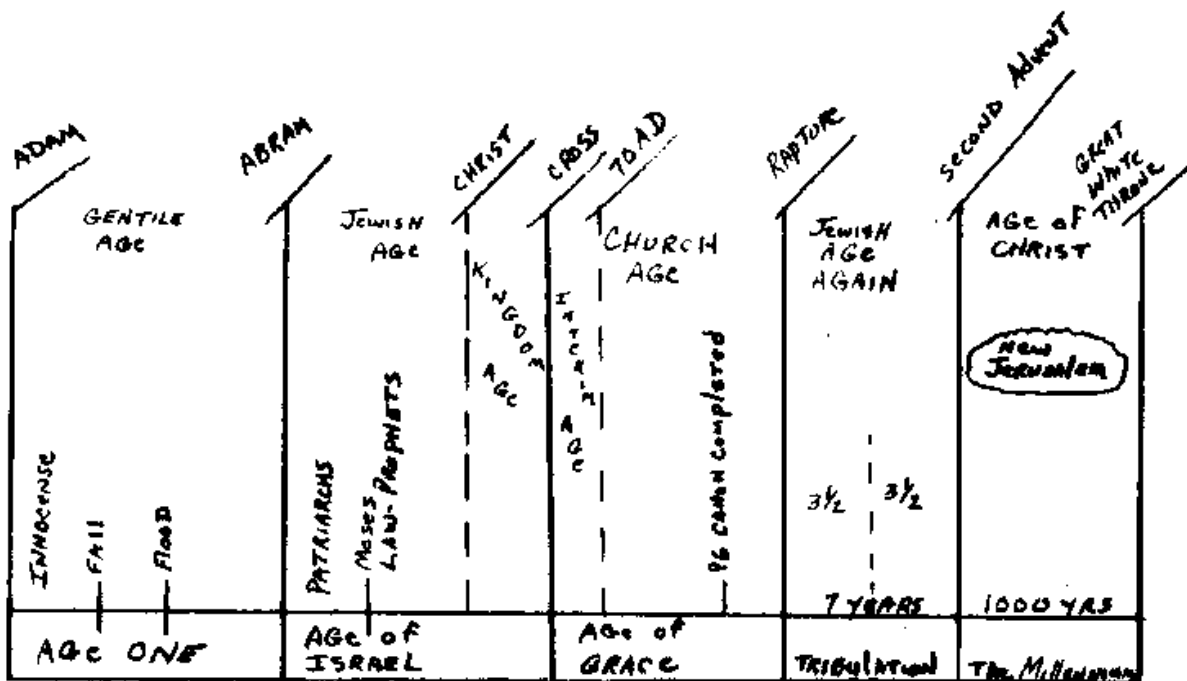 ADAM
ABRAM
CHRIST
CROSS
70 A.D
RAPTURE
SECOND AdvENT
GREAT
WHITE
THRONE
GENTILE
AGe
JEWISH
AGe
KINGDOM
AGe
INTERIM
AGe
CHURCH
AGe
JEWISH
AGe
AGAIN
AGe of
CHRIST
New
JERUSAlem
INNOCENSE
FAll
FlooD
PATRIARCHS
Moses
LAW-PROPHETS
96 CANON Completed
3½
3½
7 YEARS
1000 YRS
AGe ONE
AGe of
ISRAEL
AGe of
GRACe
TRIBULATION
THe MillenniuM